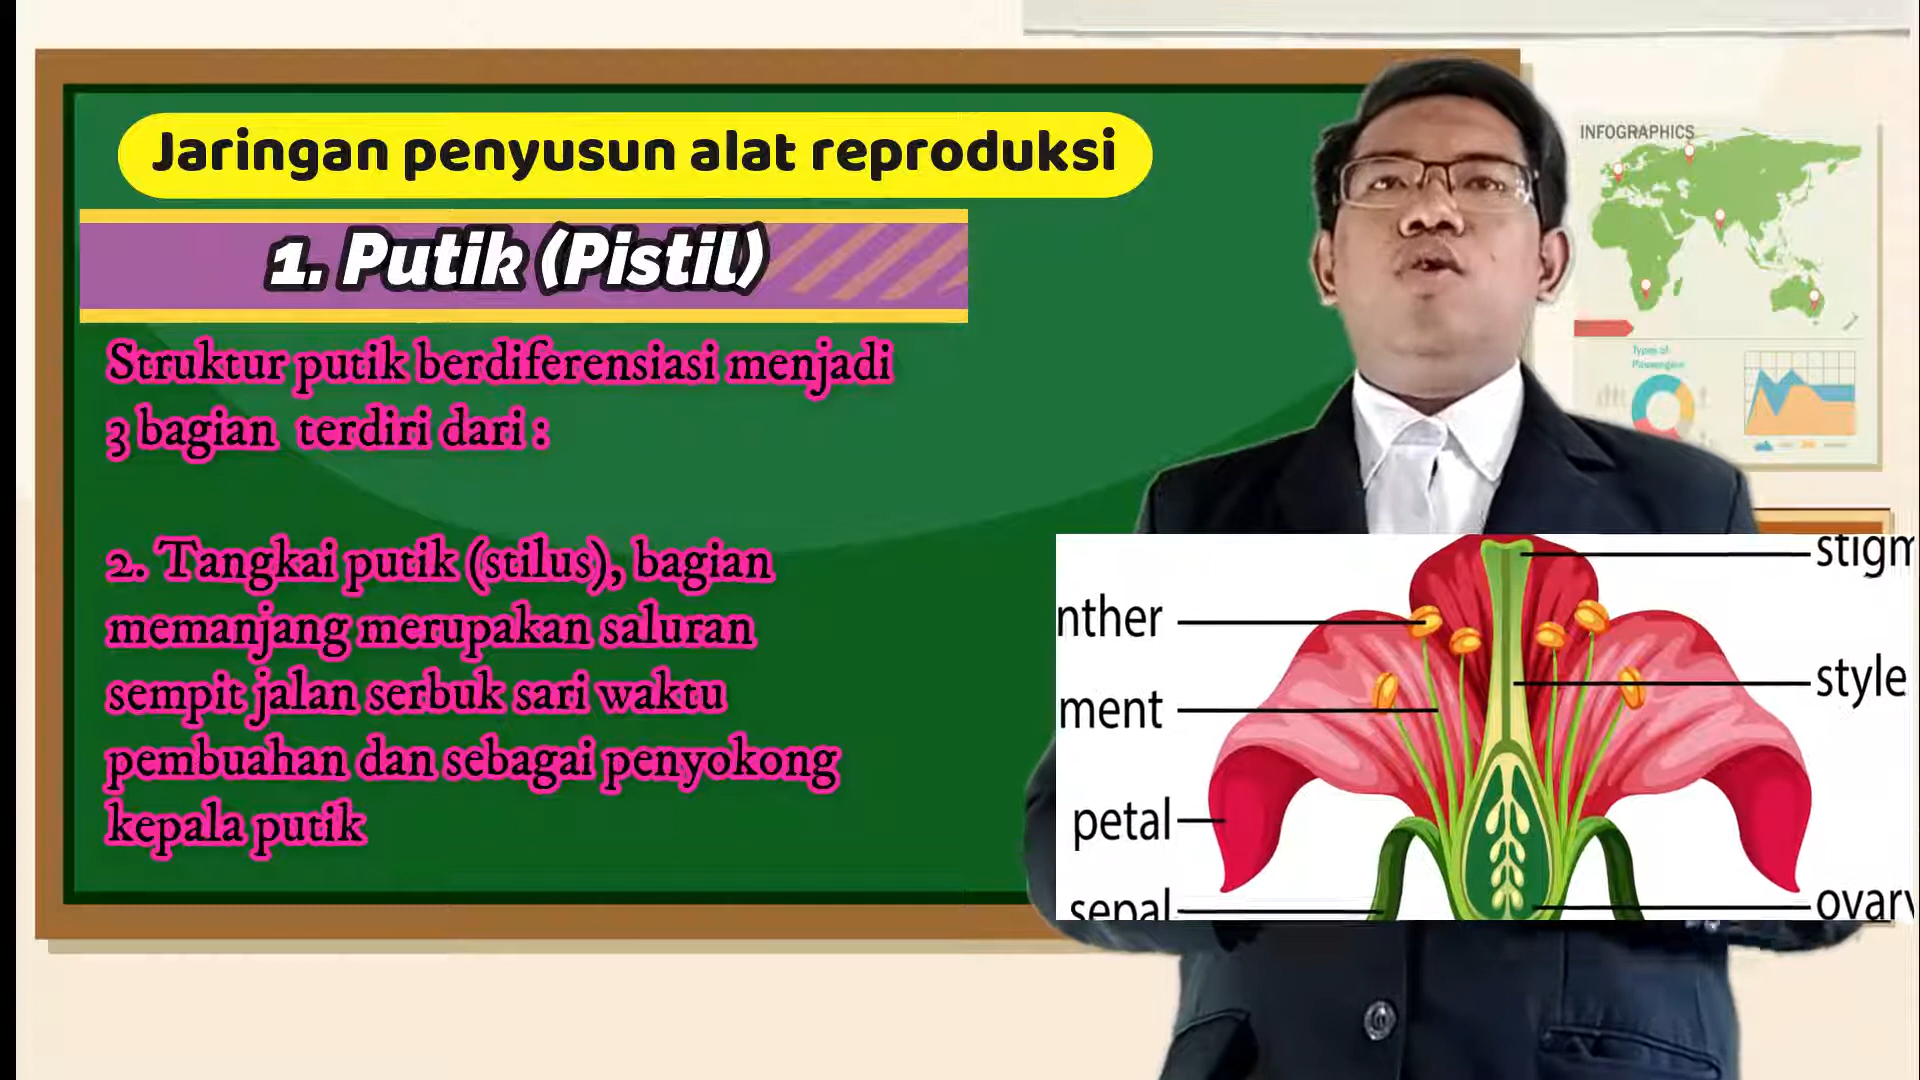 Jaringan penyusun alat reproduksi
1. Putik (Pistil)
Struktur putik berdiferensiasi menjadi
3 bagian terdiri dari :
2. Tangkai putik (stilus), bagian
memanjang merupakan saluran
sempit jalan serbuk sari waktu
pembuahan dan sebagai penyokong
kepala putik
INFOGRAPHICS
Types of
stigm
nther
style
ment
petal
sepal
ovary